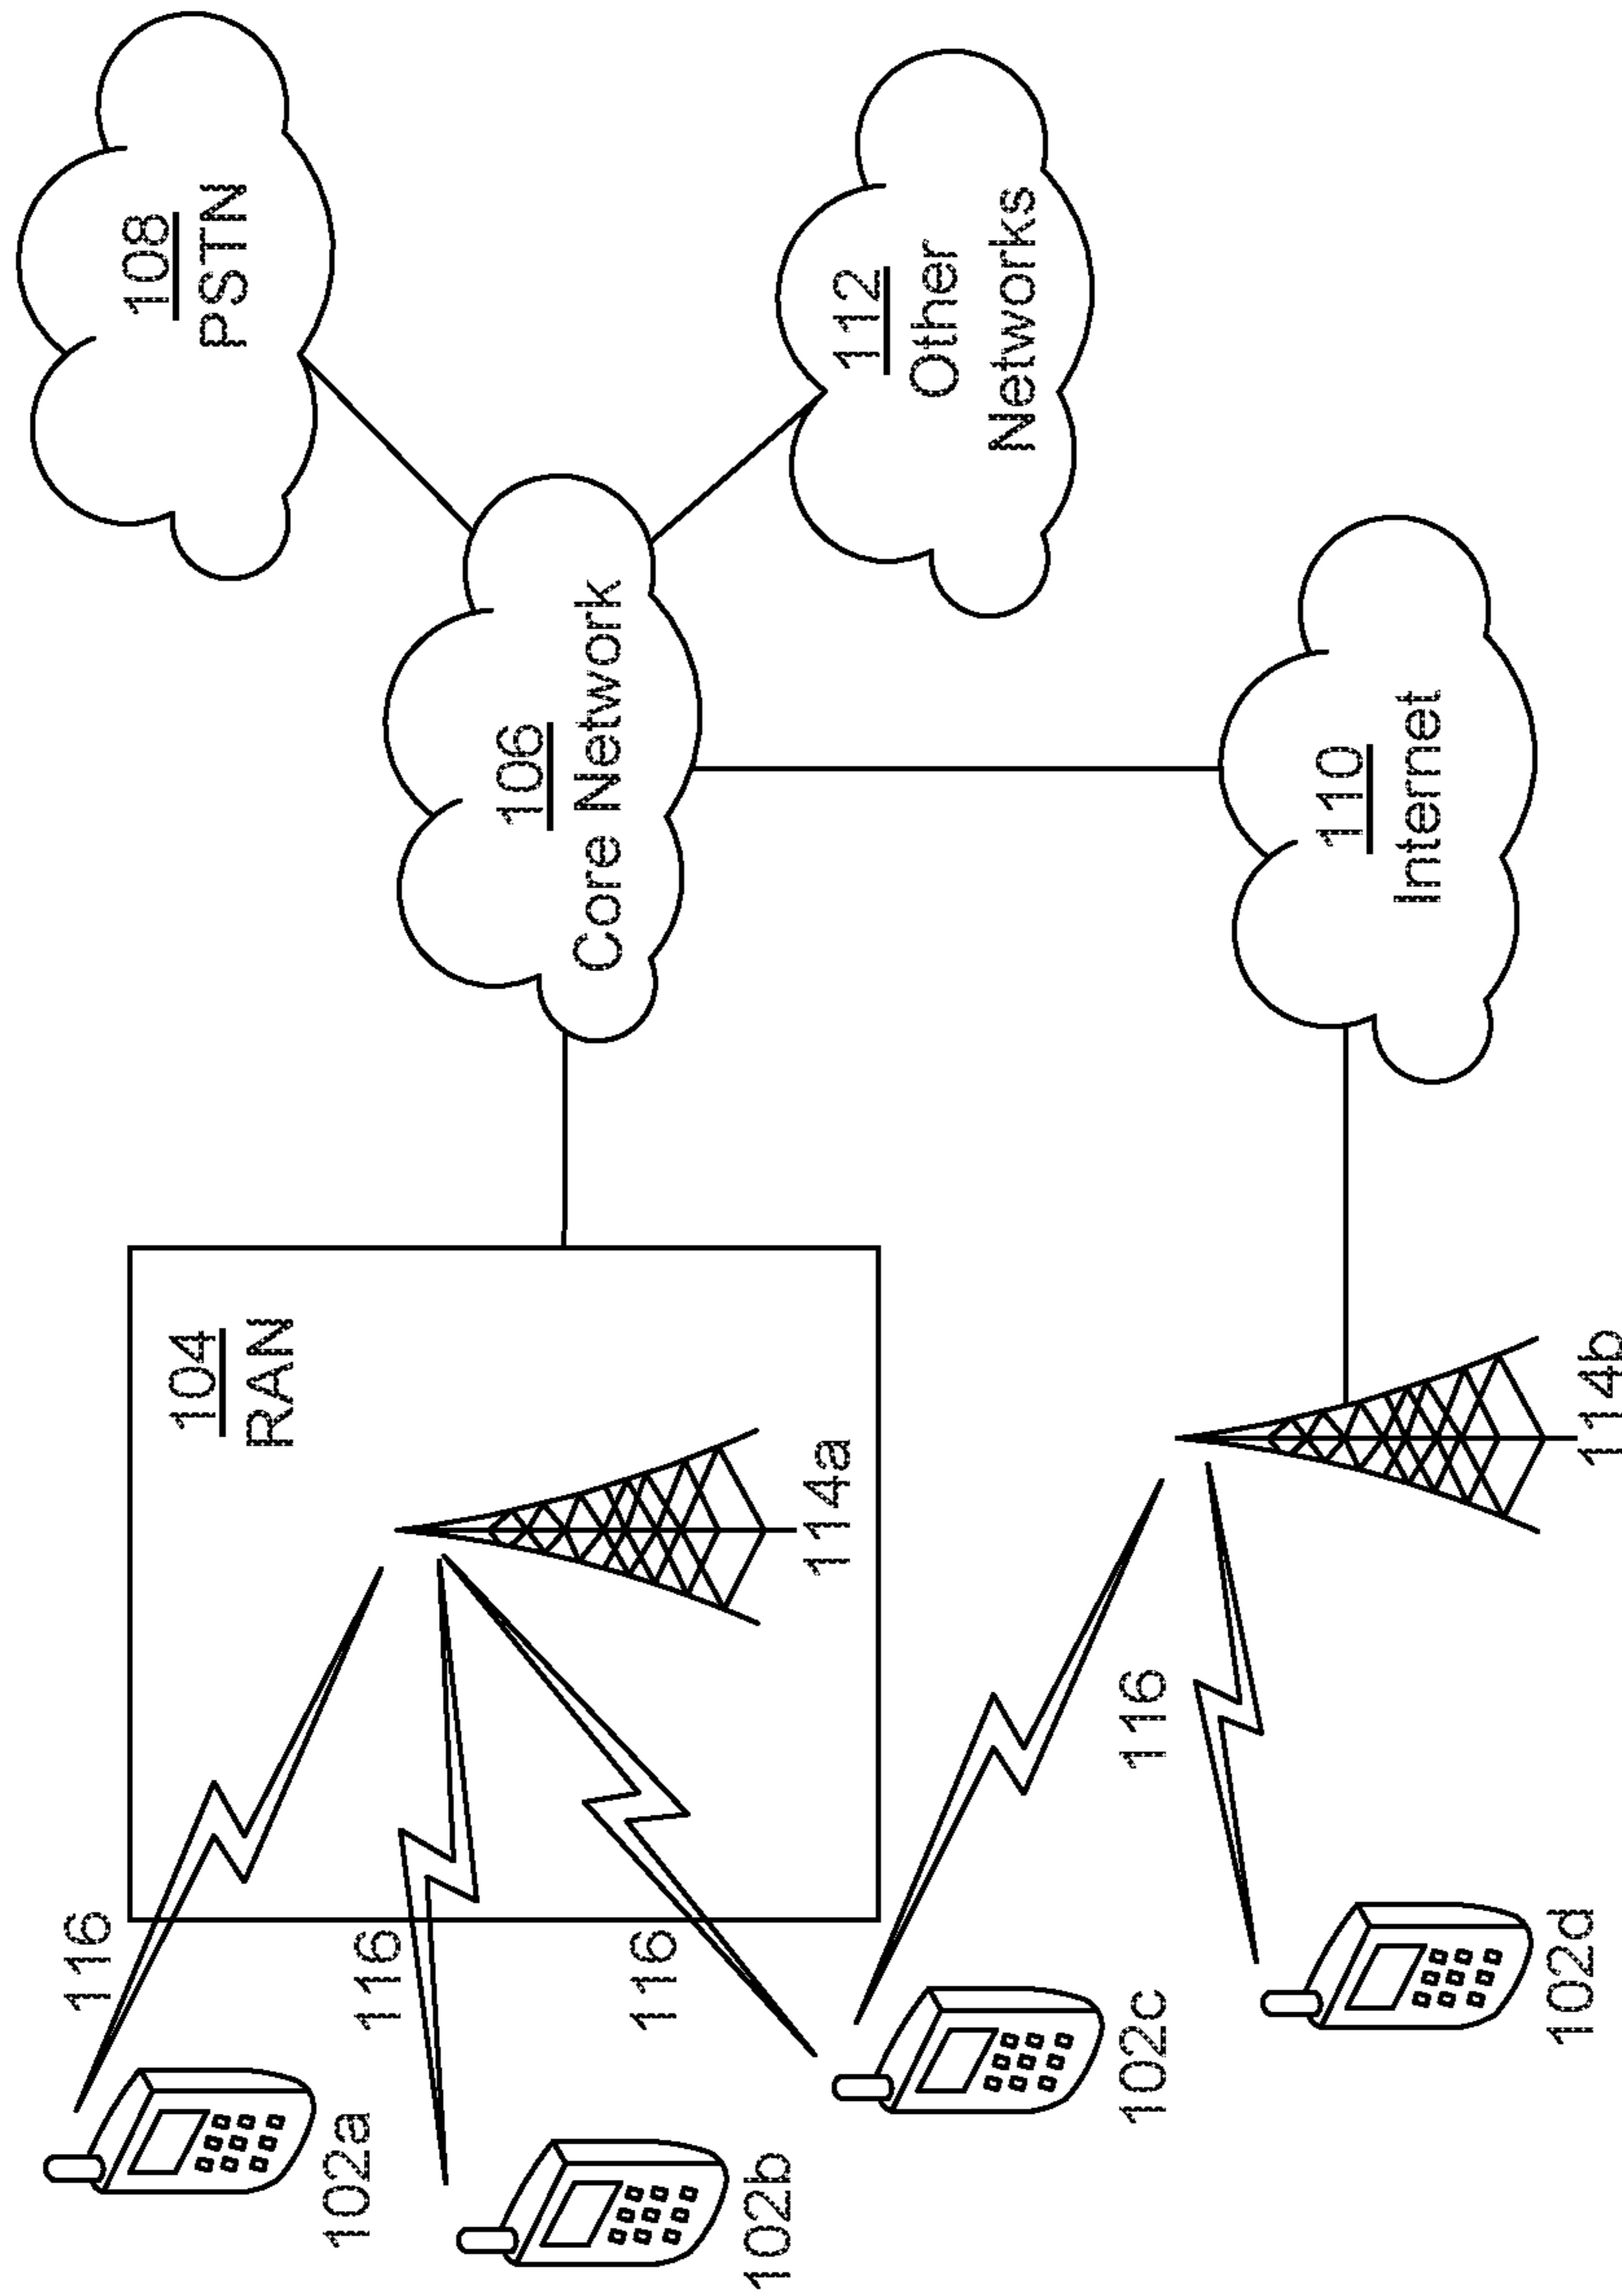 108
PSTN
106
Core Network
112
Other
Networks
110
Internet
104
RAN
114a
114b
116
116
116
116
102a
102b
102c
102d